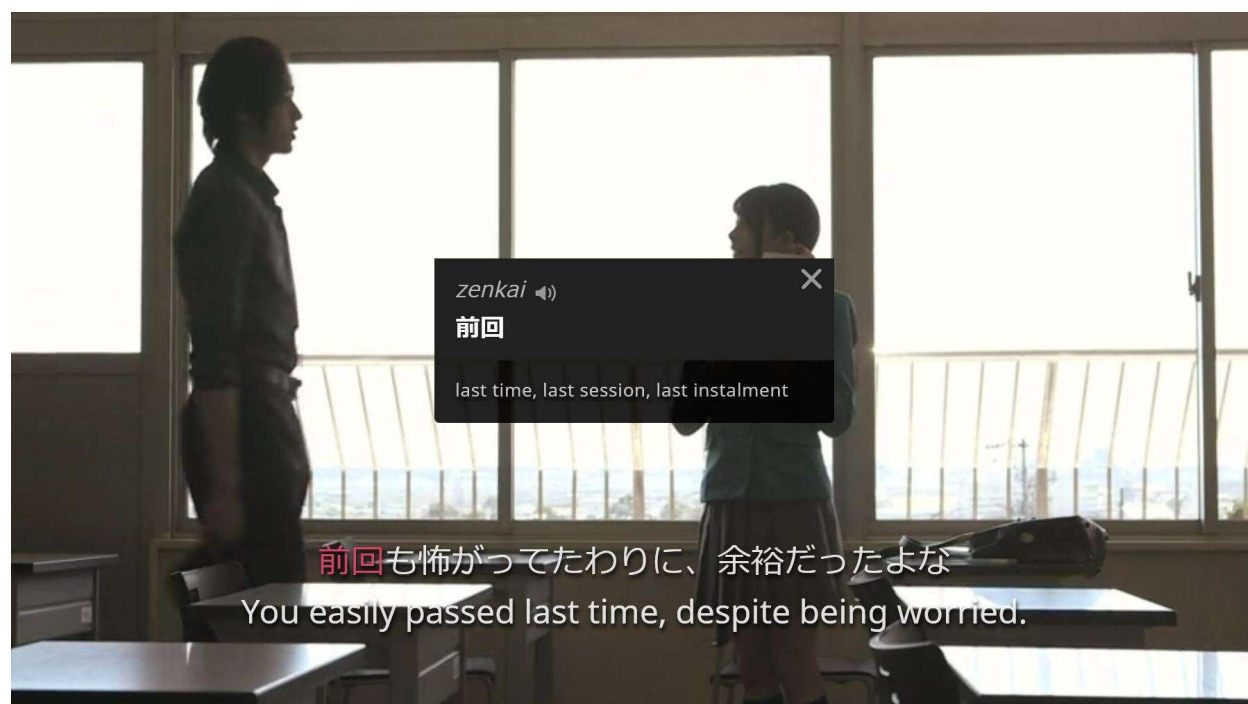 zenkai
前回
last time, last session, last instalment
前回も怖がってたわりに、余裕だったよな
You easily passed last time, despite being worried.